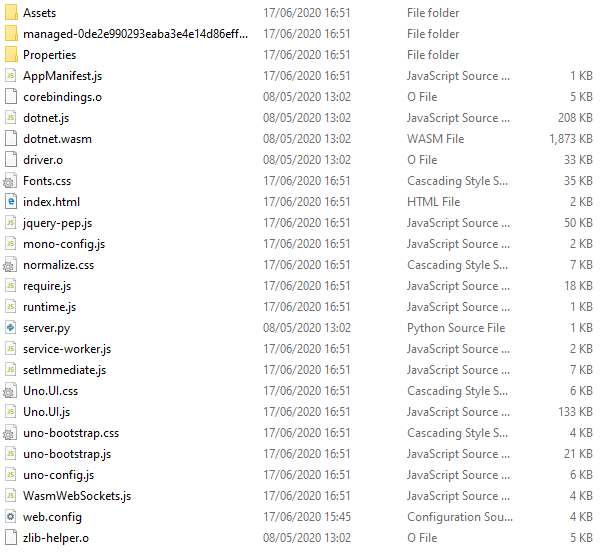 Assets 17/06/2020 16:51 File folder
managed-0de2e990293eaba3e4e14d86eff... 17/06/2020 16:51 File folder
Properties 17/06/2020 16:51 File folder
AppManifest.js 17/06/2020 16:51 JavaScript Source ... 1 KB
corebindings.o 08/05/2020 13:02 O File 5 KB
dotnet.js 08/05/2020 13:02 JavaScript Source ... 208 KB
dotnet.wasm 08/05/2020 13:02 WASM File 1,873 KB
driver.o 08/05/2020 13:02 O File 33 KB
Fonts.css 17/06/2020 16:51 Cascading Style S... 35 KB
index.html 17/06/2020 16:51 HTML File 2 KB
jquery-pep.js 17/06/2020 16:51 JavaScript Source ... 50 KB
mono-config.js 17/06/2020 16:51 JavaScript Source ... 2 KB
normalize.css 17/06/2020 16:51 Cascading Style S... 7 KB
require.js 17/06/2020 16:51 JavaScript Source ... 18 KB
runtime.js 17/06/2020 16:51 JavaScript Source ... 1 KB
server.py 08/05/2020 13:02 Python Source File 1 KB
service-worker.js 17/06/2020 16:51 JavaScript Source ... 2 KB
setImmediate.js 17/06/2020 16:51 JavaScript Source ... 7 KB
Uno.UI.css 17/06/2020 16:51 Cascading Style S... 6 KB
Uno.UI.js 17/06/2020 16:51 JavaScript Source ... 133 KB
uno-bootstrap.css 17/06/2020 16:51 Cascading Style S... 4 KB
uno-bootstrap.js 17/06/2020 16:51 JavaScript Source ... 21 KB
uno-config.js 17/06/2020 16:51 JavaScript Source ... 6 KB
WasmWebSockets.js 17/06/2020 16:51 JavaScript Source ... 4 KB
web.config 17/06/2020 15:45 Configuration Sou... 4 KB
zlib-helper.o 08/05/2020 13:02 O File 5 KB